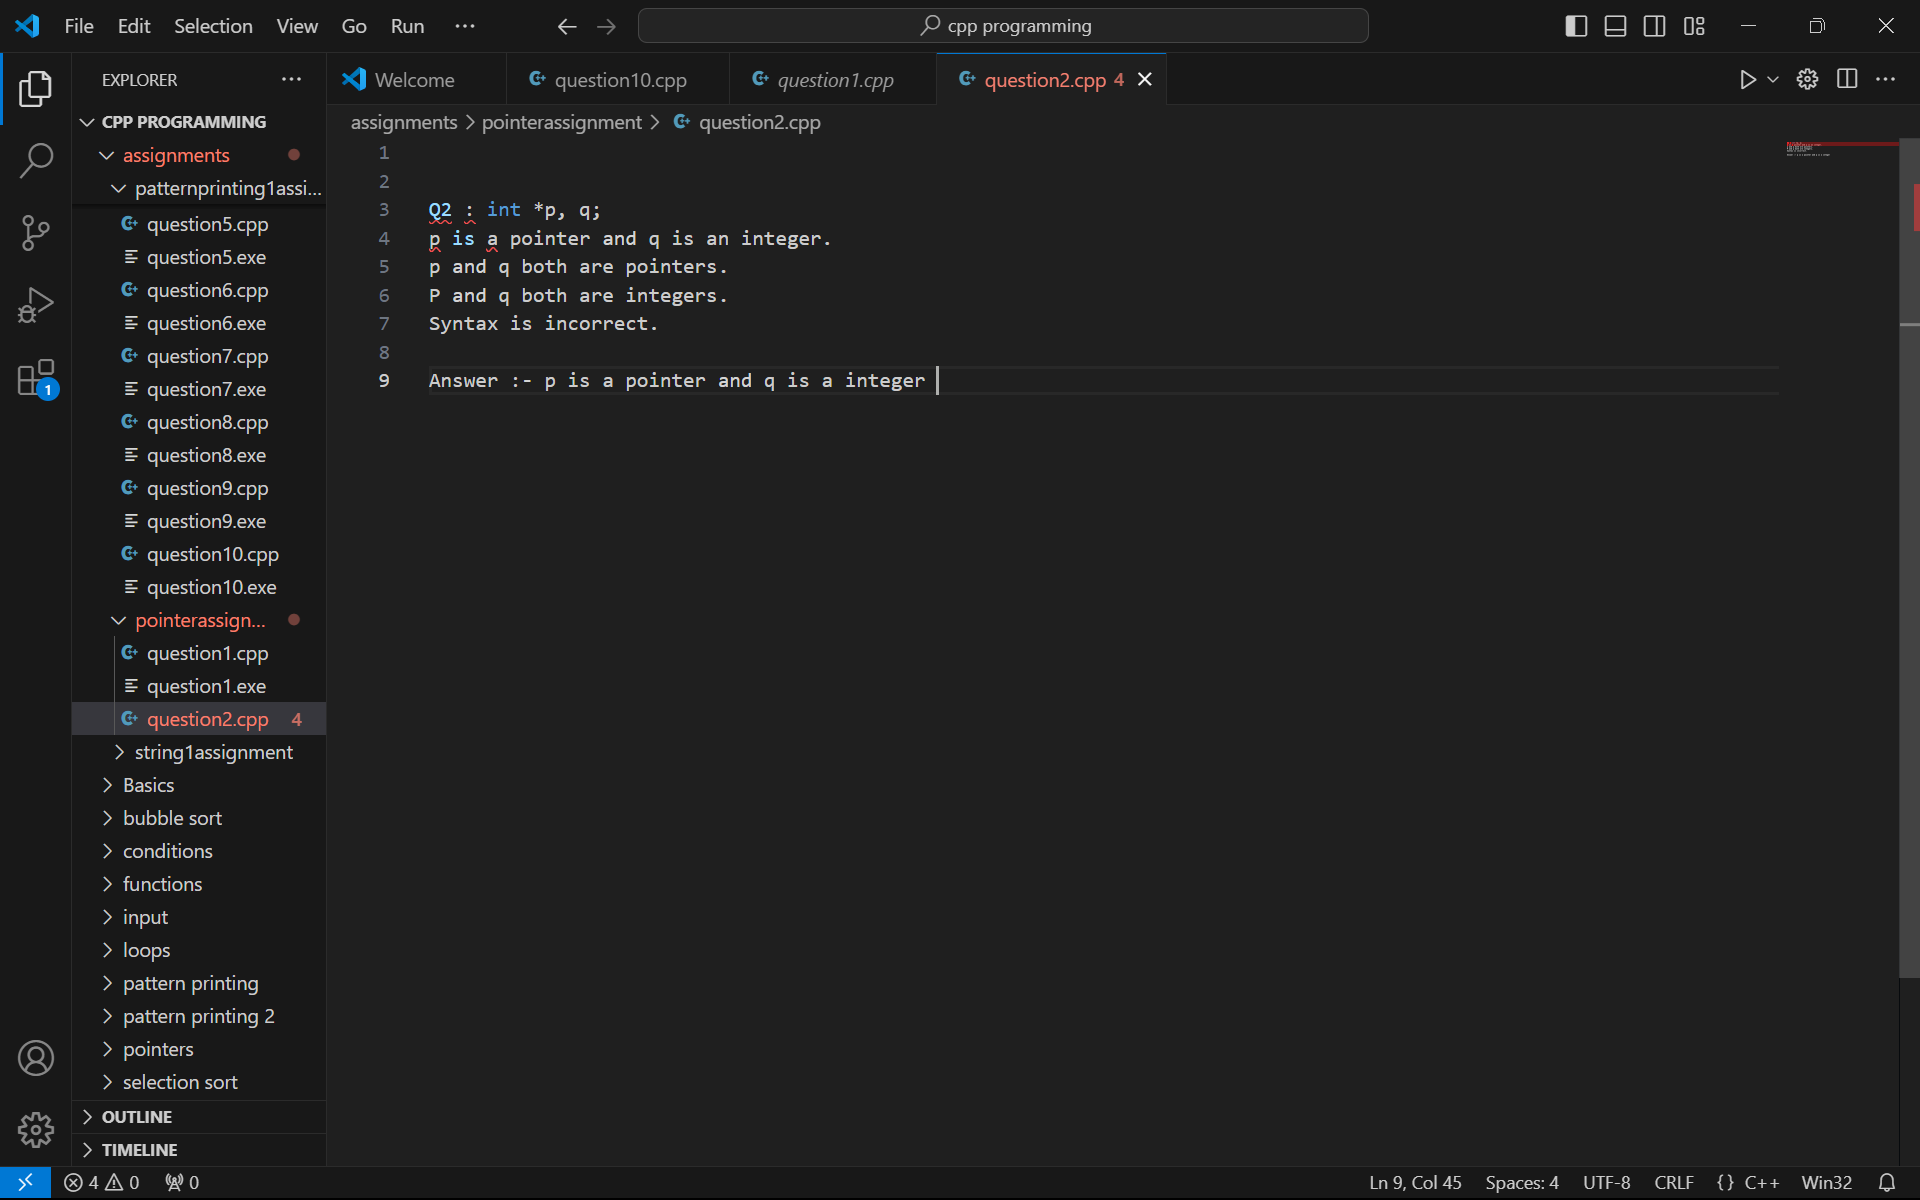 File Edit Selection View Go Run ···
cpp programming
EXPLORER ···
CPP PROGRAMMING
assignments
patternprinting1assi...
question5.cpp
question5.exe
question6.cpp
question6.exe
question7.cpp
question7.exe
question8.cpp
question8.exe
question9.cpp
question9.exe
question10.cpp
question10.exe
pointerassign...
question1.cpp
question1.exe
question2.cpp 4
string1assignment
Basics
bubble sort
conditions
functions
input
loops
pattern printing
pattern printing 2
pointers
selection sort
OUTLINE
TIMELINE
1
Welcome question10.cpp question1.cpp question2.cpp 4
assignments > pointerassignment > question2.cpp
1
2
3 Q2 : int *p, q;
4 p is a pointer and q is an integer.
5 p and q both are pointers.
6 P and q both are integers.
7 Syntax is incorrect.
8
9 Answer :- p is a pointer and q is a integer
4 0 0 Ln 9, Col 45 Spaces: 4 UTF-8 CRLF {} C++ Win32